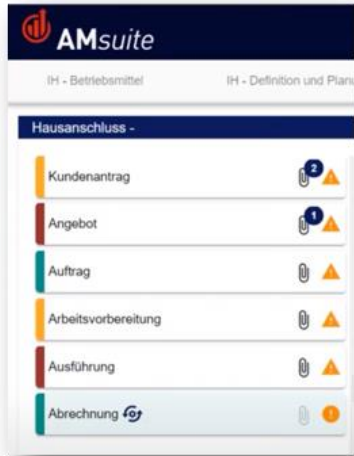 AMsuite
IH - Betriebsmittel IH - Definition und Planu
Hausanschluss -
Kundenantrag 2
Angebot 1
Auftrag
Arbeitsvorbereitung
Ausführung
Abrechnung